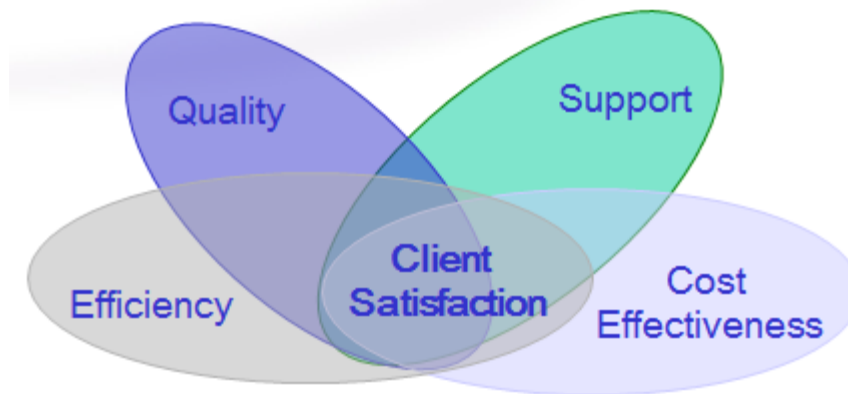 Quality
Support
Client
Satisfaction
Efficiency
Cost
Effectiveness